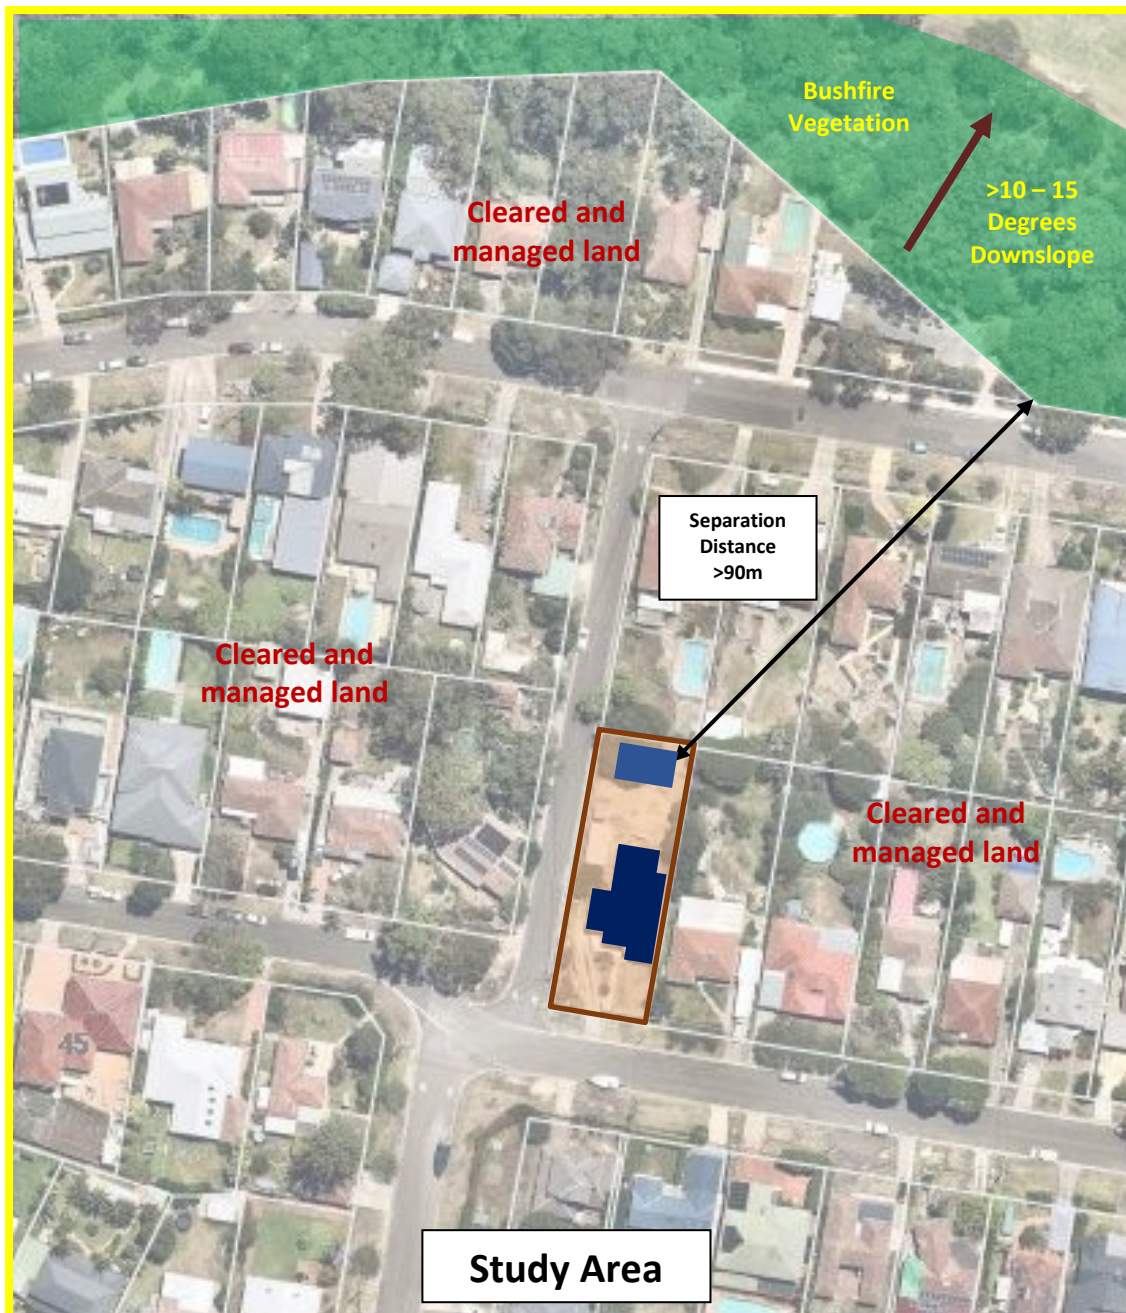 Bushfire
Vegetation
>10 – 15
Degrees
Downslope
Cleared and
managed land
Separation
Distance
>90m
Cleared and
managed land
Cleared and
managed land
45
Study Area